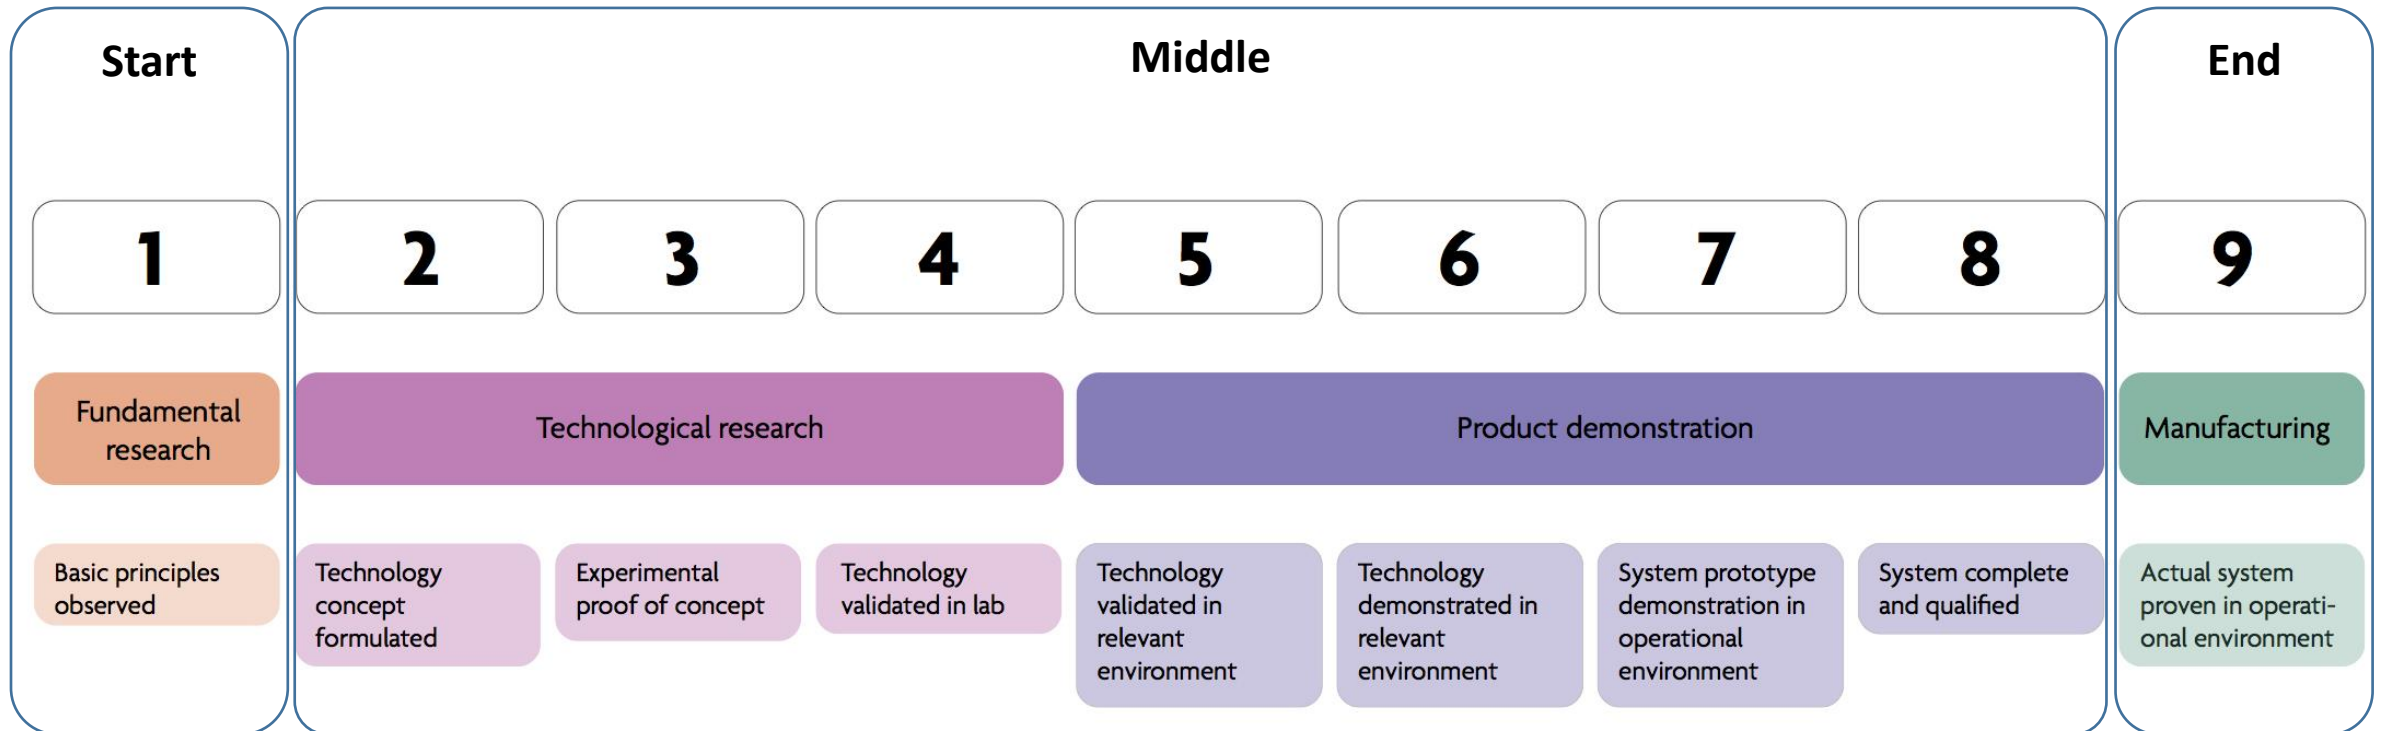 Start
Middle
End
1
2
3
4
5
6
7
8
9
Fundamental
research
Technological research
Product demonstration
Manufacturing
Basic principles
observed
Technology
concept
formulated
Experimental
proof of concept
Technology
validated in lab
Technology
validated in
relevant
environment
Technology
demonstrated in
relevant
environment
System prototype
demonstration in
operational
environment
System complete
and qualified
Actual system
proven in operati-
onal environment